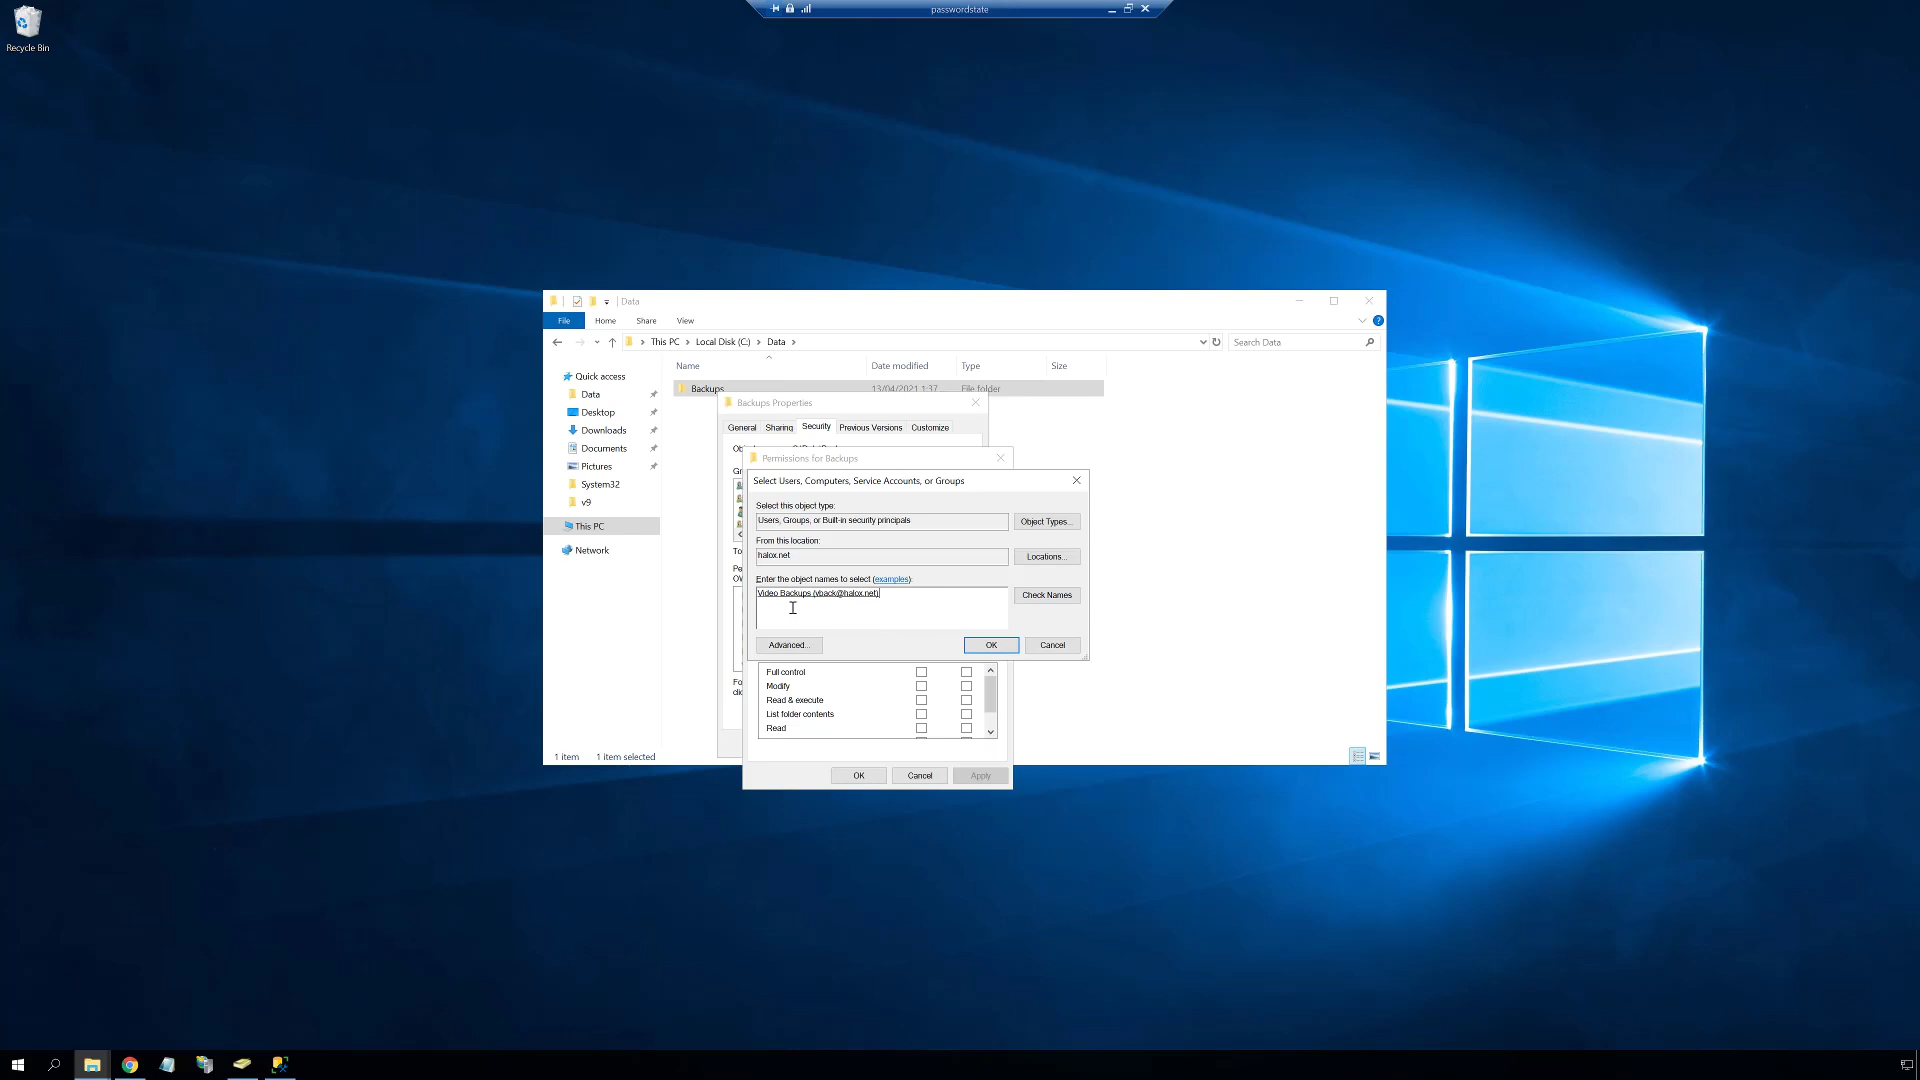 passwordstate
Recycle Bin
Data
File
Home
Share
View
This PC
Local Disk (C:)
Data
Search Data
Name
Date modified
Type
Size
Quick access
Data
Desktop
Downloads
Documents
Pictures
System32
v9
This PC
Network
Backups
13/04/2021 1:37
File folder
Backups Properties
General
Sharing
Security
Previous Versions
Customize
Permissions for Backups
Select Users, Computers, Service Accounts, or Groups
Select this object type:
Users, Groups, or Built-in security principals
Object Types...
From this location:
halox.net
Locations...
Enter the object names to select (examples):
Video Backups (vback@halox.net)
Check Names
Advanced...
OK
Cancel
Full control
Modify
Read & execute
List folder contents
Read
OK
Cancel
Apply
1 item
1 item selected